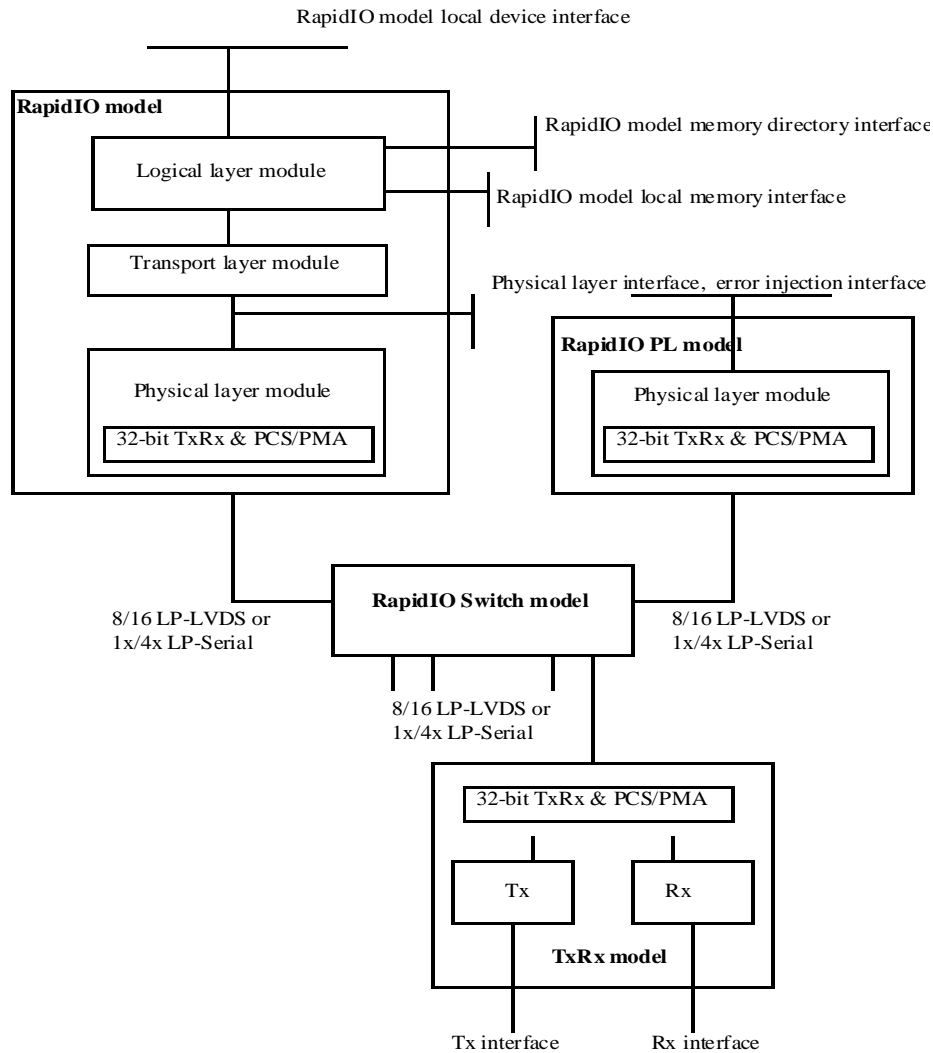 RapidIO model local device interface
RapidIO model
RapidIO model memory directory interface
Logical layer module
RapidIO model local memory interface
Transport layer module
Physical layer interface, error injection interface
RapidIO PL model
Physical layer module
32-bit TxRx & PCS/PMA
Physical layer module
32-bit TxRx & PCS/PMA
RapidIO Switch model
8/16 LP-LVDS or
1x/4x LP-Serial
8/16 LP-LVDS or
1x/4x LP-Serial
8/16 LP-LVDS or
1x/4x LP-Serial
32-bit TxRx & PCS/PMA
Tx
Rx
TxRx model
Tx interface
Rx interface